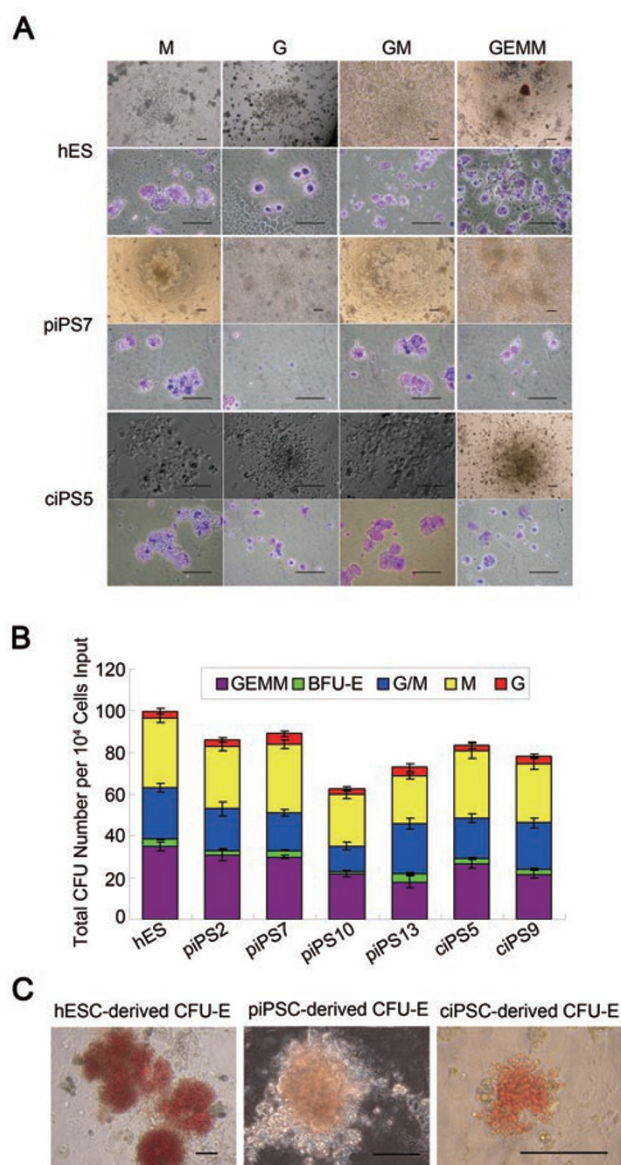 A
M G GM GEMM
hES
piPS7
ciPS5
B
Total CFU Number per 10⁴ Cells Input
120
100
80
60
40
20
0
GEMM BFU-E G/M M G
hES piPS2 piPS7 piPS10 piPS13 ciPS5 ciPS9
C
hESC-derived CFU-E piPSC-derived CFU-E ciPSC-derived CFU-E